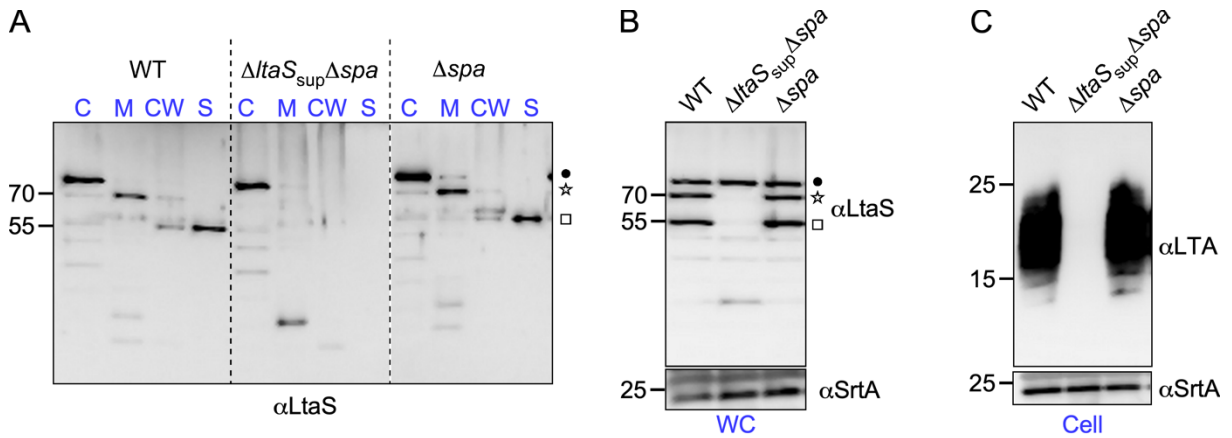 A
WT ΔltaSsupΔspa Δspa
C M CW S C M CW S C M CW S
70
55
αLtaS
B
WT ΔltaSsupΔspa Δspa
70
55
αLtaS
25 αSrtA
WC
C
WT ΔltaSsupΔspa Δspa
25
αLTA
15
25 αSrtA
Cell